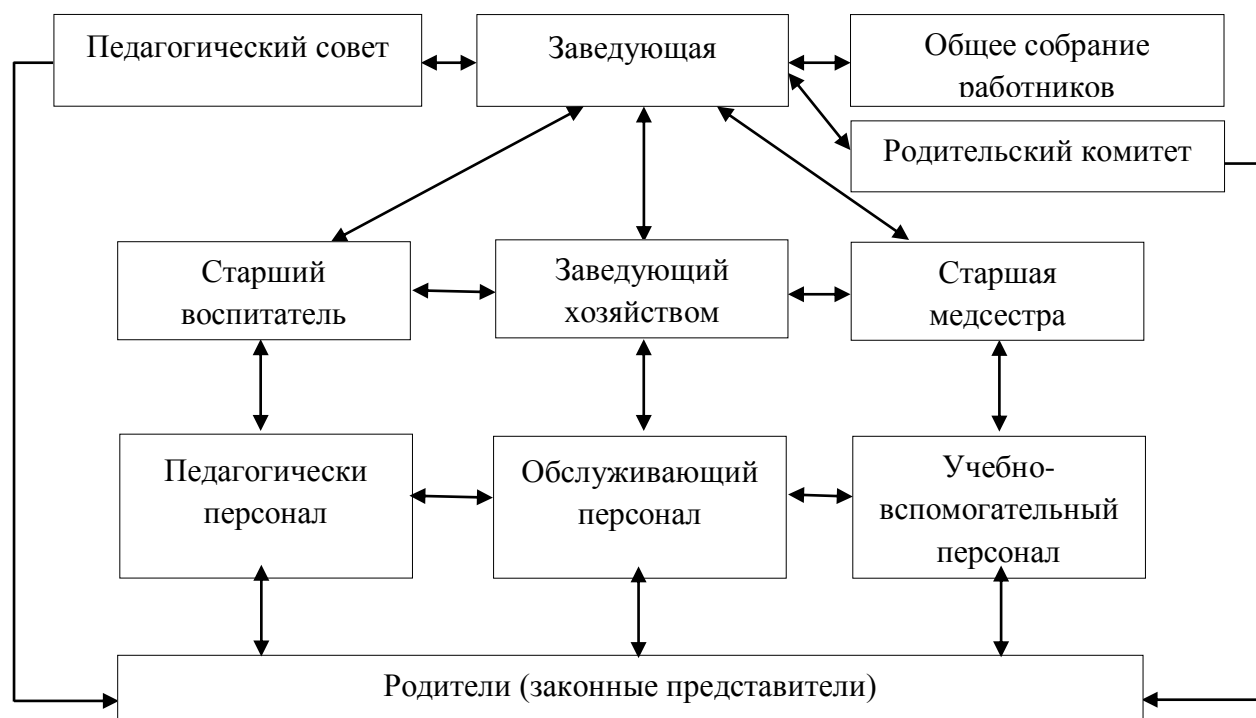 Педагогический совет
Заведующая
Общее собрание
работников
Родительский комитет
Старший
воспитатель
Заведующий
хозяйством
Старшая
медсестра
Педагогически
персонал
Обслуживающий
персонал
Учебно-
вспомогательный
персонал
Родители (законные представители)